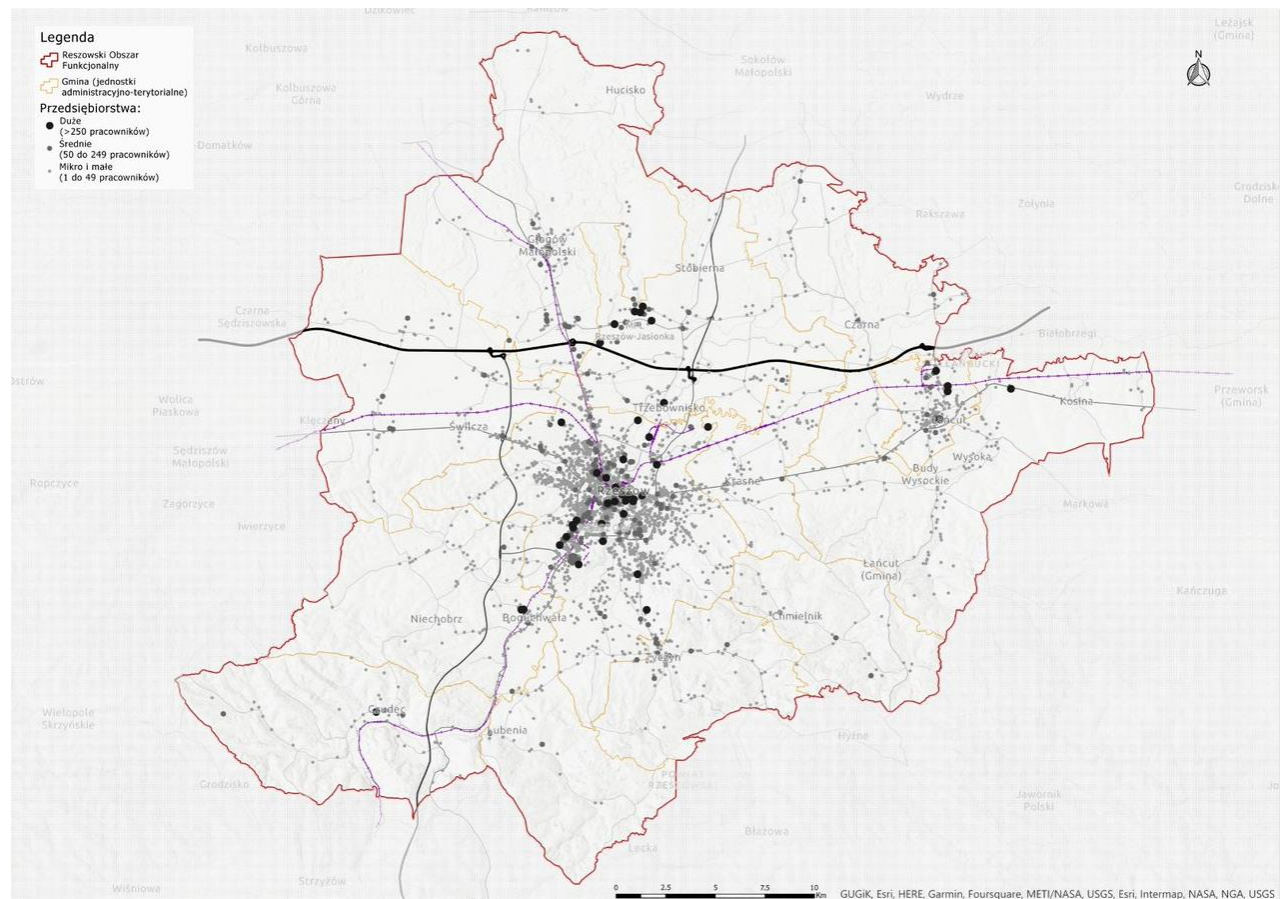 Dzikowiec
Legenda
Reszowski Obszar
Funkcjonalny
Gmina (jednostki
administracyjno-terytorialne)
Przedsiębiorstwa:
Duże
(>250 pracowników)
Średnie
(50 do 249 pracowników)
Mikro i małe
(1 do 49 pracowników)
N
Leżajsk
(Gmina)
Kolbuszowa
Sokołów
Małopolski
Kolbuszowa
Górna
Hucisko
Wydrze
Domatków
Grodzisko
Dolne
Żołynia
Rakszawa
Głogów
Małopolski
Stobierna
Czarna
Sędziszowska
Czarna
Rzeszów-Jasionka
Białobrzegi
Ostrów
Przeworsk
(Gmina)
Wolica
Piaskowa
Trzebownisko
Kosina
Klęczany
Świlcza
Łańcut
Sędziszów
Małopolski
Wysoka
Budy
Wysockie
Ropczyce
Krasne
Rzeszów
Zagorzyce
Markowa
Iwierzyce
Łańcut
(Gmina)
Kańczuga
Niechobrz
Boguchwała
Chmielnik
Tyczyn
Wielopole
Skrzyńskie
Czudec
Lubenia
Hyżne
Grodzisko
Jawornik
Polski
Błażowa
Lecka
Strzyżów
Wiśniowa
0 2,5 5 7,5 10
Km
GUGiK, Esri, HERE, Garmin, Foursquare, METI/NASA, USGS, Esri, Intermap, NASA, NGA, USGS